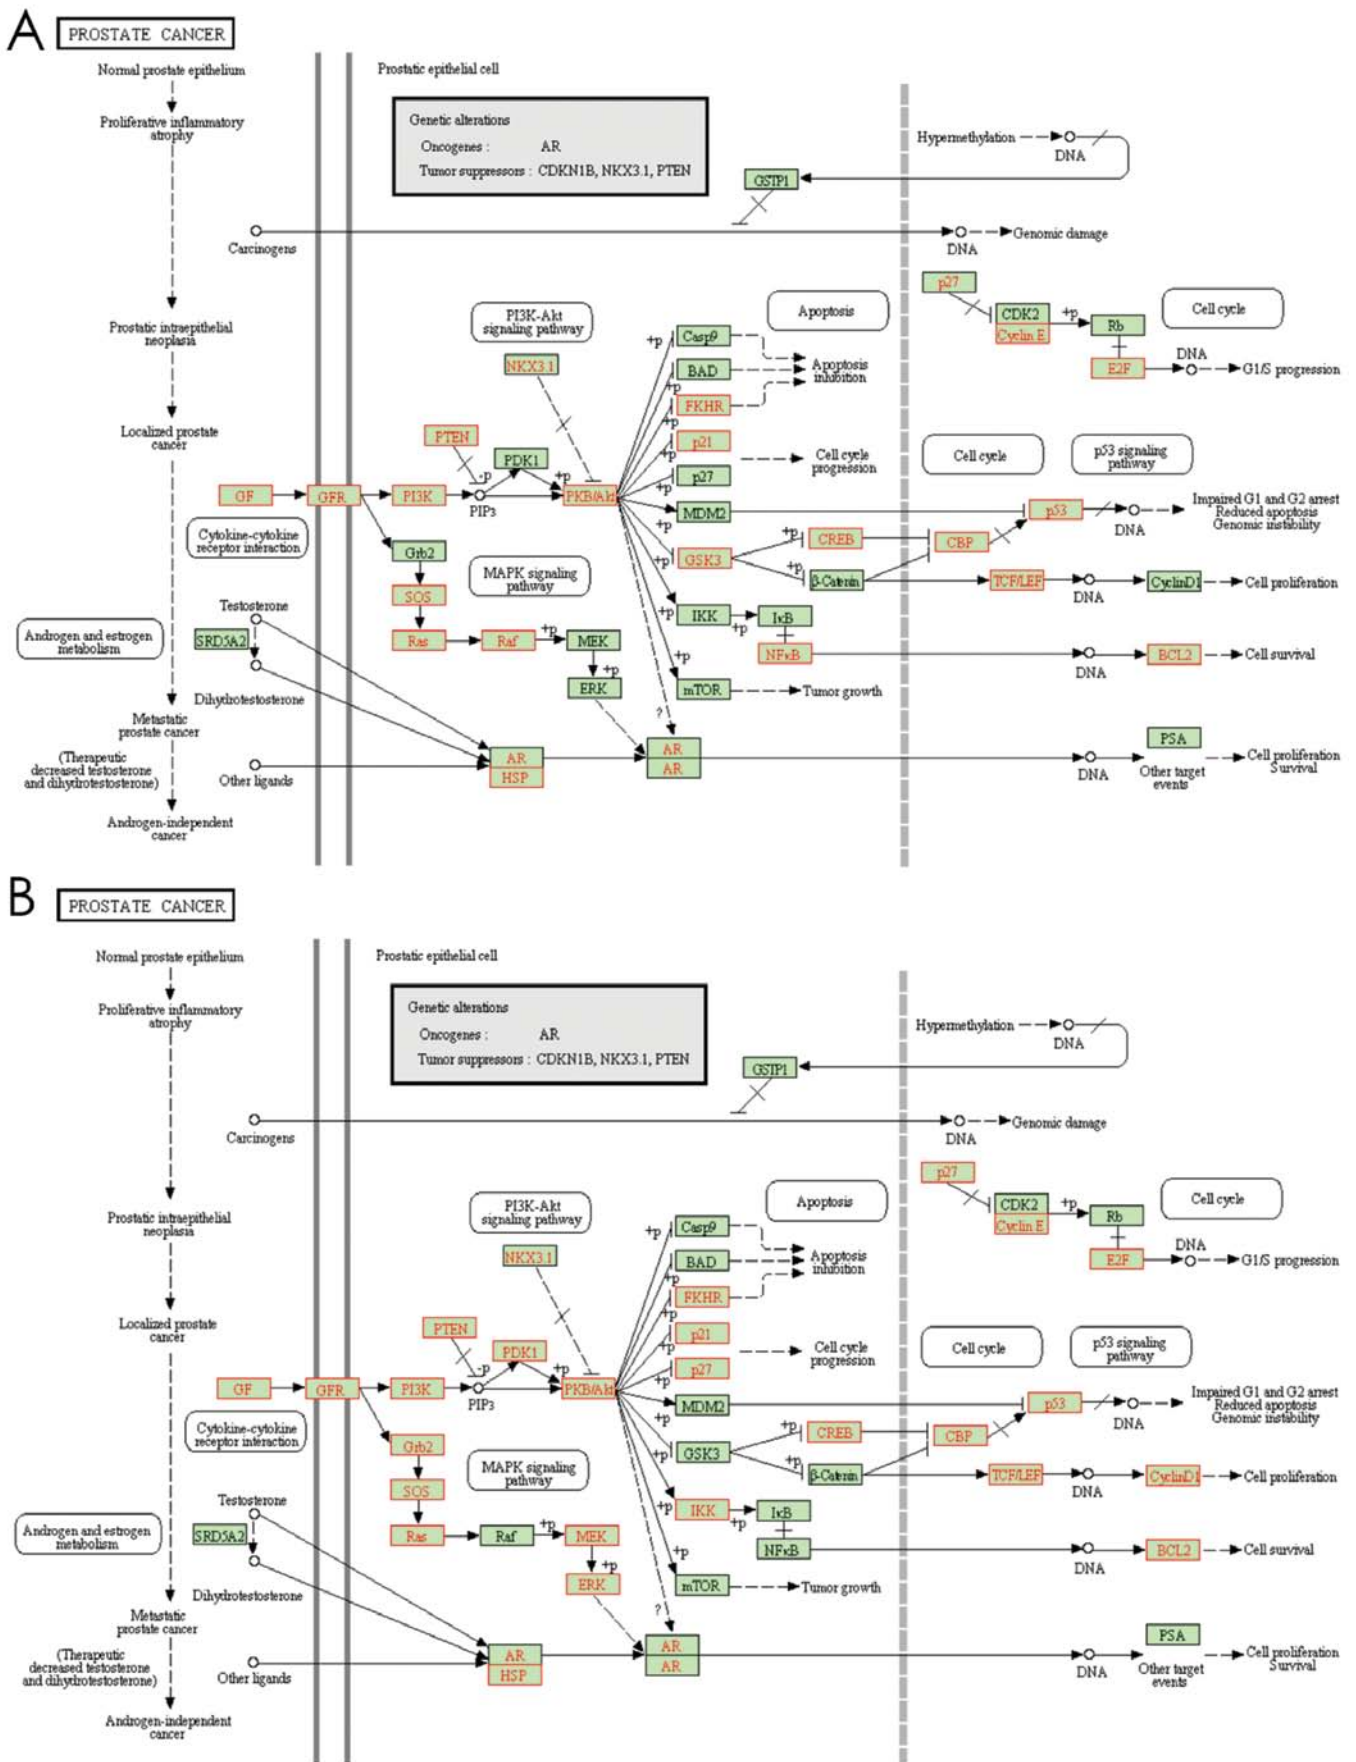 A
PROSTATE CANCER
Normal prostate epithelium
Proliferative inflammatory
atrophy
Prostatic intraepithelial
neoplasia
Localized prostate
cancer
Metastatic
prostate cancer
(Therapeutic
decreased testosterone
and dihydrotestosterone)
Androgen-independent
cancer
Prostatic epithelial cell
Genetic alterations
Oncogenes : AR
Tumor suppressors : CDKN1B, NKX3.1, PTEN
Hypermethylation
DNA
GSTP1
Carcinogens
DNA
Genomic damage
p27
CDK2
Cyclin E
+p
Rb
E2F
Cell cycle
DNA
G1/S progression
PI3K-Akt
signaling pathway
NKX3.1
Apoptosis
+p
Casp9
BAD
+p
FKHR
Apoptosis
inhibition
+p
p21
+p
p27
Cell cycle
progression
+p
MDM2
PTEN
-p
PDK1
+p
GF
GFR
PI3K
PIP3
PKB/Akt
Cell cycle
p53 signaling
pathway
p53
DNA
Impaired G1 and G2 arrest
Reduced apoptosis
Genomic instability
Cytokine-cytokine
receptor interaction
Grb2
SOS
MAPK signaling
pathway
+p
GSK3
+p
+p
CREB
CBP
+p
β-Catenin
TCF/LEF
DNA
CyclinD1
Cell proliferation
Testosterone
SRD5A2
Androgen and estrogen
metabolism
Dihydrotestosterone
Ras
Raf
+p
MEK
+p
ERK
IKK
+p
IκB
NFκB
DNA
BCL2
Cell survival
+p
mTOR
Tumor growth
?
AR
HSP
AR
AR
Other ligands
DNA
PSA
Other target
events
Cell proliferation
Survival
B
PROSTATE CANCER
Normal prostate epithelium
Proliferative inflammatory
atrophy
Prostatic intraepithelial
neoplasia
Localized prostate
cancer
Metastatic
prostate cancer
(Therapeutic
decreased testosterone
and dihydrotestosterone)
Androgen-independent
cancer
Prostatic epithelial cell
Genetic alterations
Oncogenes : AR
Tumor suppressors : CDKN1B, NKX3.1, PTEN
Hypermethylation
DNA
GSTP1
Carcinogens
DNA
Genomic damage
p27
CDK2
Cyclin E
+p
Rb
E2F
Cell cycle
DNA
G1/S progression
PI3K-Akt
signaling pathway
NKX3.1
Apoptosis
+p
Casp9
BAD
+p
FKHR
Apoptosis
inhibition
+p
p21
+p
p27
Cell cycle
progression
+p
MDM2
PTEN
-p
PDK1
+p
GF
GFR
PI3K
PIP3
PKB/Akt
Cell cycle
p53 signaling
pathway
p53
DNA
Impaired G1 and G2 arrest
Reduced apoptosis
Genomic instability
Cytokine-cytokine
receptor interaction
Grb2
SOS
MAPK signaling
pathway
+p
GSK3
+p
+p
CREB
CBP
+p
β-Catenin
TCF/LEF
DNA
CyclinD1
Cell proliferation
Testosterone
SRD5A2
Androgen and estrogen
metabolism
Dihydrotestosterone
Ras
Raf
+p
MEK
+p
ERK
+p
IKK
+p
IκB
NFκB
DNA
BCL2
Cell survival
+p
mTOR
Tumor growth
?
AR
HSP
AR
AR
Other ligands
DNA
PSA
Other target
events
Cell proliferation
Survival